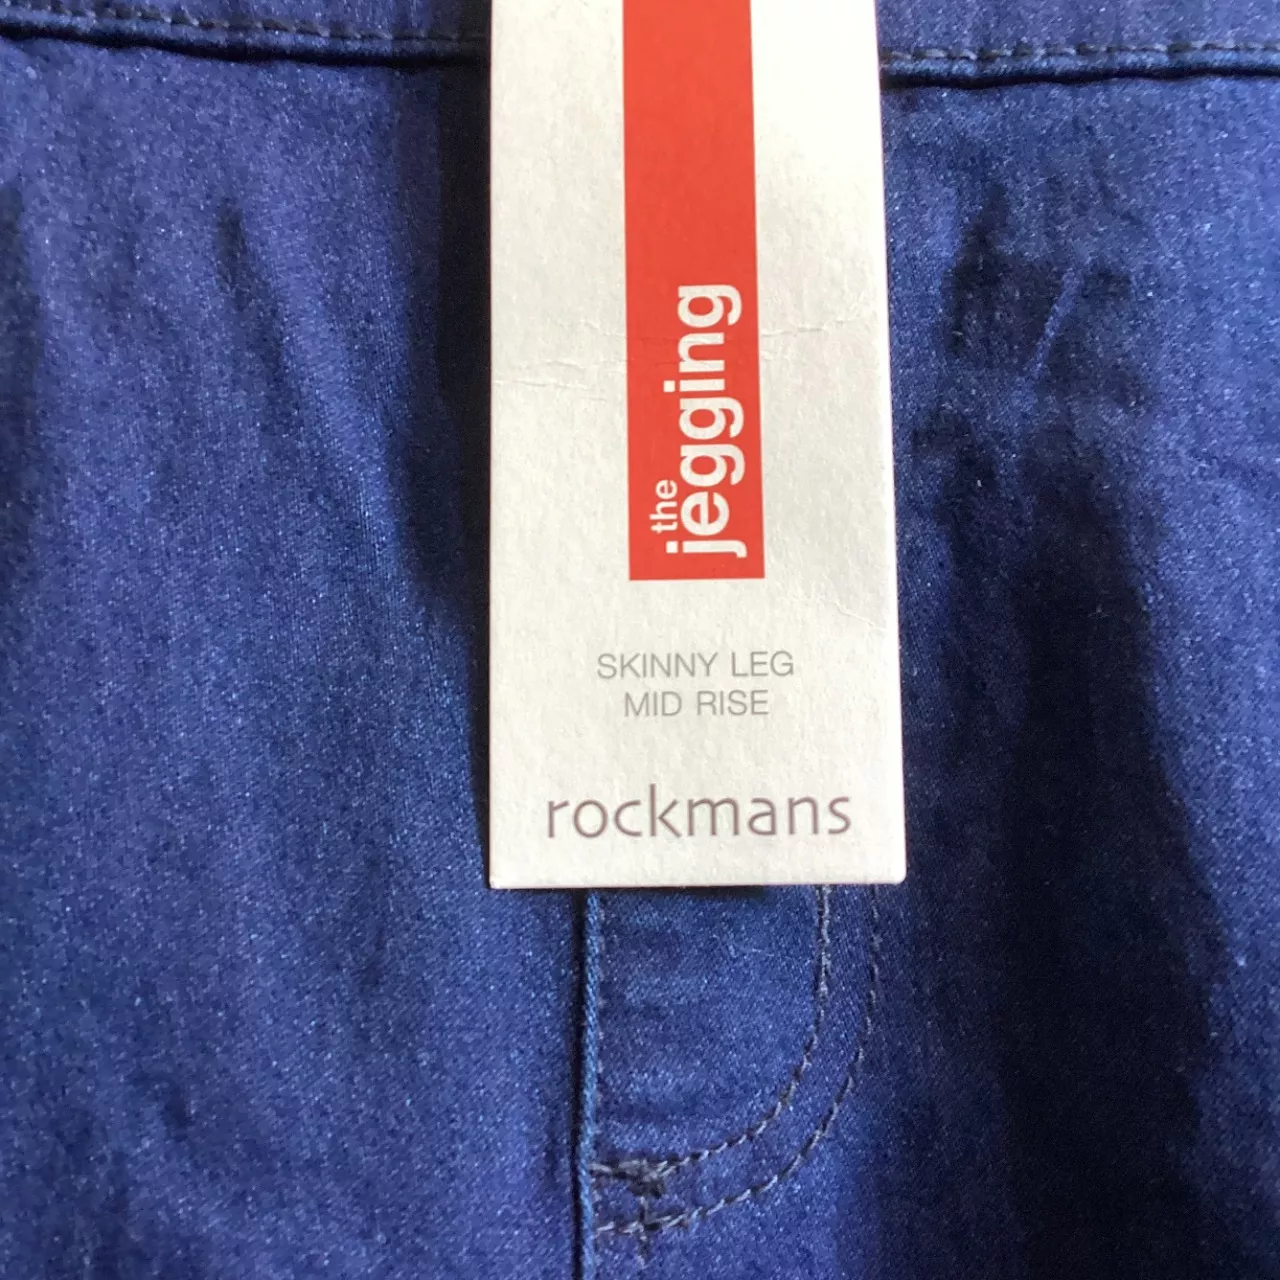 the
jegging
SKINNY LEG
MID RISE
rockmans